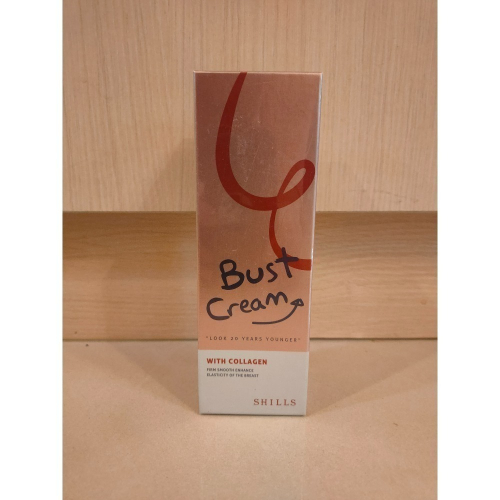 Bust
Cream
"LOOK 20 YEARS YOUNGER"
WITH COLLAGEN
FIRM SMOOTH ENHANCE
ELASTICITY OF THE BREAST
SHILLS